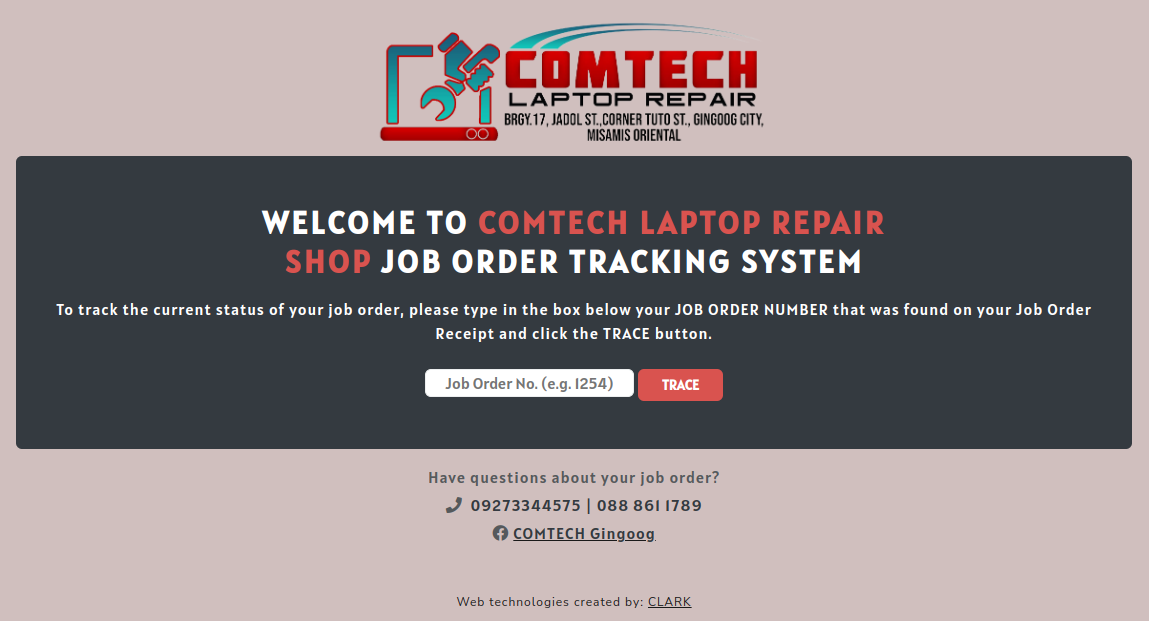 COMTECH
LAPTOP REPAIR
BRGY.17, JADOL ST.,CORNER TUTO ST., GINGOOG CITY,
MISAMIS ORIENTAL
WELCOME TO COMTECH LAPTOP REPAIR
SHOP JOB ORDER TRACKING SYSTEM
To track the current status of your job order, please type in the box below your JOB ORDER NUMBER that was found on your Job Order
Receipt and click the TRACE button.
Job Order No. (e.g. 1254) TRACE
Have questions about your job order?
09273344575 | 088 861 1789
COMTECH Gingoog
Web technologies created by: CLARK